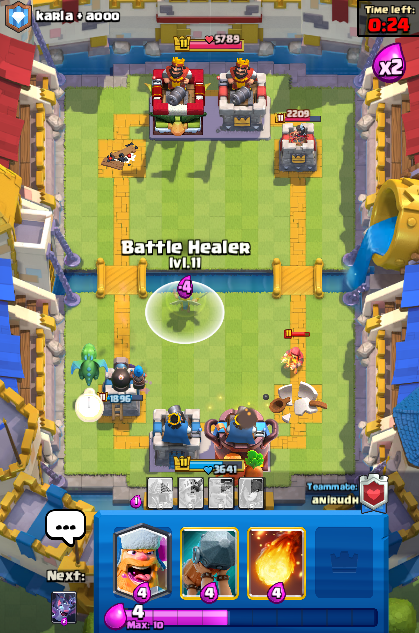 karla + aooo
Time left:
0:24
5789
x2
2209
Battle Healer
lvl.11
-4
1896
3641
Teammate:
anirudh
...
4
4
4
Next:
4
Max: 10